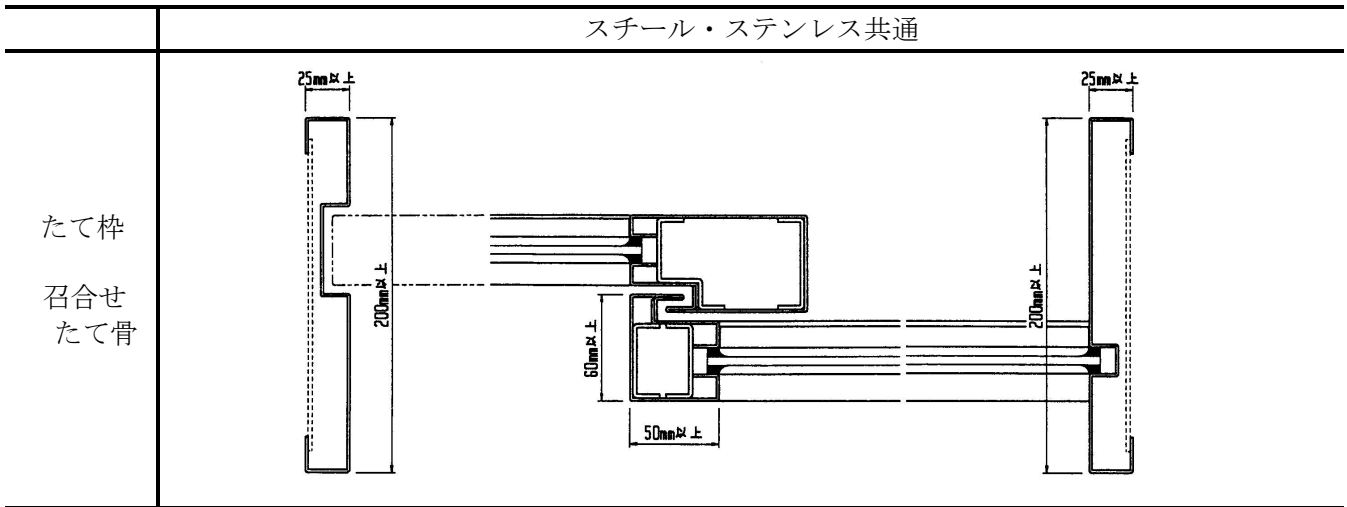 スチール・ステンレス共通
25mm以上
25mm以上
たて枠
召合せ
たて骨
200mm以上
60mm以上
50mm以上
200mm以上